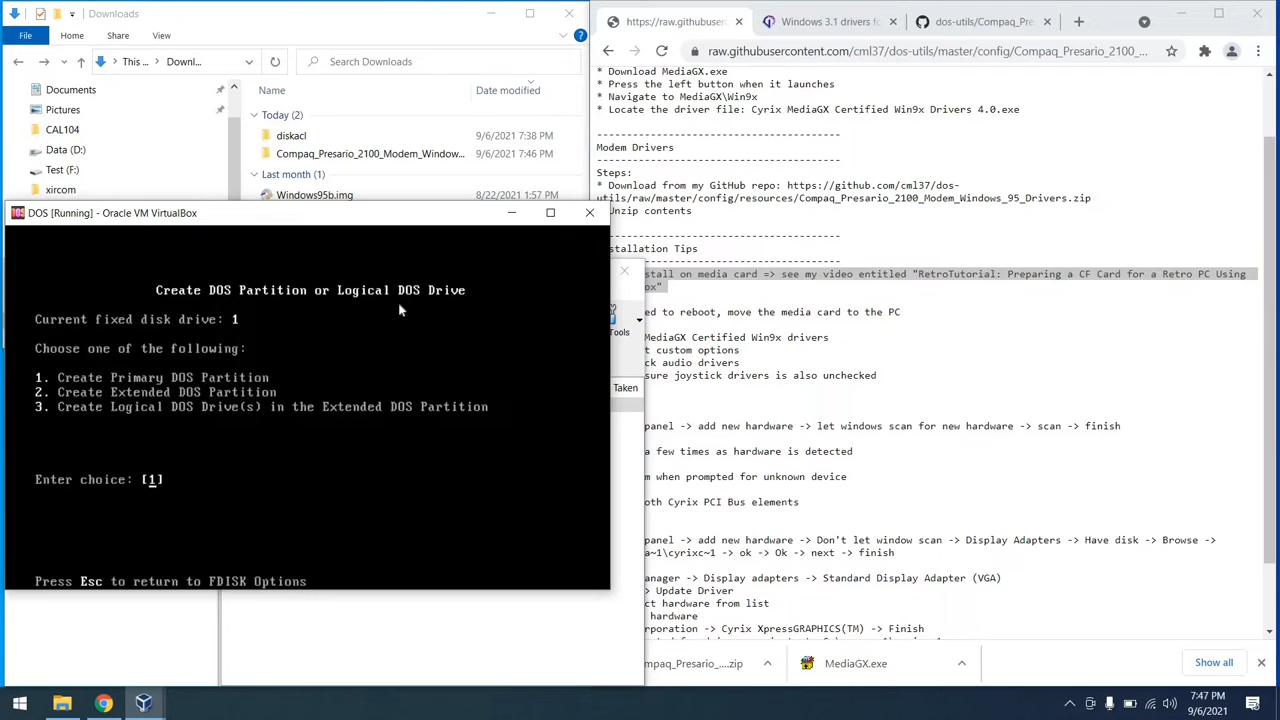 Downloads
File
Home
Share
View
This ...
Downl...
Search Downloads
Documents
Pictures
CAL104
Data (D:)
Test (F:)
xircom
Name
Date modified
Today (2)
diskacl
9/6/2021 7:38 PM
Compaq_Presario_2100_Modem_Window...
9/6/2021 7:46 PM
Last month (1)
Windows95b.img
8/22/2021 1:57 PM
DOS [Running] - Oracle VM VirtualBox
Create DOS Partition or Logical DOS Drive
Current fixed disk drive: 1
Choose one of the following:
1. Create Primary DOS Partition
2. Create Extended DOS Partition
3. Create Logical DOS Drive(s) in the Extended DOS Partition
Enter choice: [1]
Press Esc to return to FDISK Options
Tools
Taken
https://raw.githubuser
Windows 3.1 drivers fo
dos-utils/Compaq_Pre
raw.githubusercontent.com/cml37/dos-utils/master/config/Compaq_Presario_2100_...
* Download MediaGX.exe
* Press the left button when it launches
* Navigate to MediaGX\Win9x
* Locate the driver file: Cyrix MediaGX Certified Win9x Drivers 4.0.exe
---------------------------------------
Modem Drivers
---------------------------------------
Steps:
* Download from my GitHub repo: https://github.com/cml37/dos-
utils/raw/master/config/resources/Compaq_Presario_2100_Modem_Windows_95_Drivers.zip
Unzip contents
---------------------------------------
stallation Tips
---------------------------------------
stall on media card => see my video entitled "RetroTutorial: Preparing a CF Card for a Retro PC Using
ox"
ed to reboot, move the media card to the PC
MediaGX Certified Win9x drivers
t custom options
ck audio drivers
sure joystick drivers is also unchecked
panel -> add new hardware -> let windows scan for new hardware -> scan -> finish
a few times as hardware is detected
m when prompted for unknown device
oth Cyrix PCI Bus elements
panel -> add new hardware -> Don't let window scan -> Display Adapters -> Have disk -> Browse ->
a~1\cyrixc~1 -> ok -> Ok -> next -> finish
anager -> Display adapters -> Standard Display Adapter (VGA)
> Update Driver
ct hardware from list
hardware
orporation -> Cyrix XpressGRAPHICS(TM) -> Finish
mpaq_Presario_....zip
MediaGX.exe
Show all
7:47 PM
9/6/2021